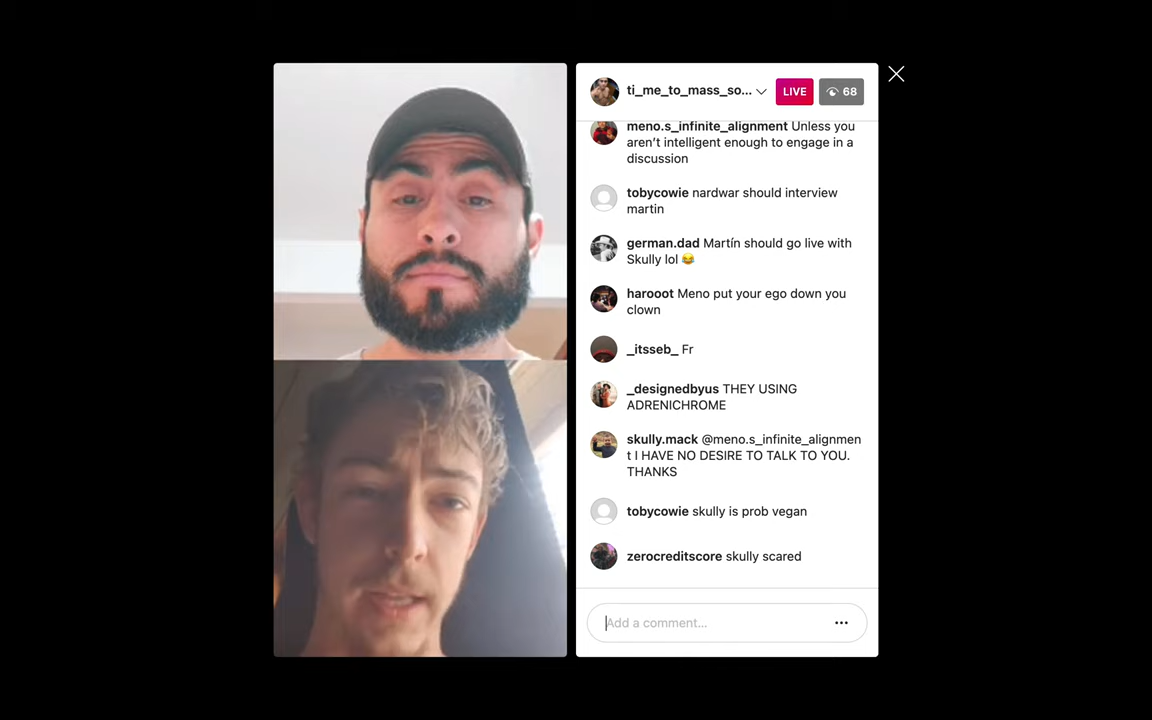 ti_me_to_mass_so...
LIVE
68
meno.s_infinite_alignment Unless you
aren't intelligent enough to engage in a
discussion
tobycowie nardwar should interview
martin
german.dad Martín should go live with
Skully lol 😂
harooot Meno put your ego down you
clown
_itsseb_ Fr
_designedbyus THEY USING
ADRENICHROME
skully.mack @meno.s_infinite_alignmen
t I HAVE NO DESIRE TO TALK TO YOU.
THANKS
tobycowie skully is prob vegan
zerocreditscore skully scared
Add a comment...